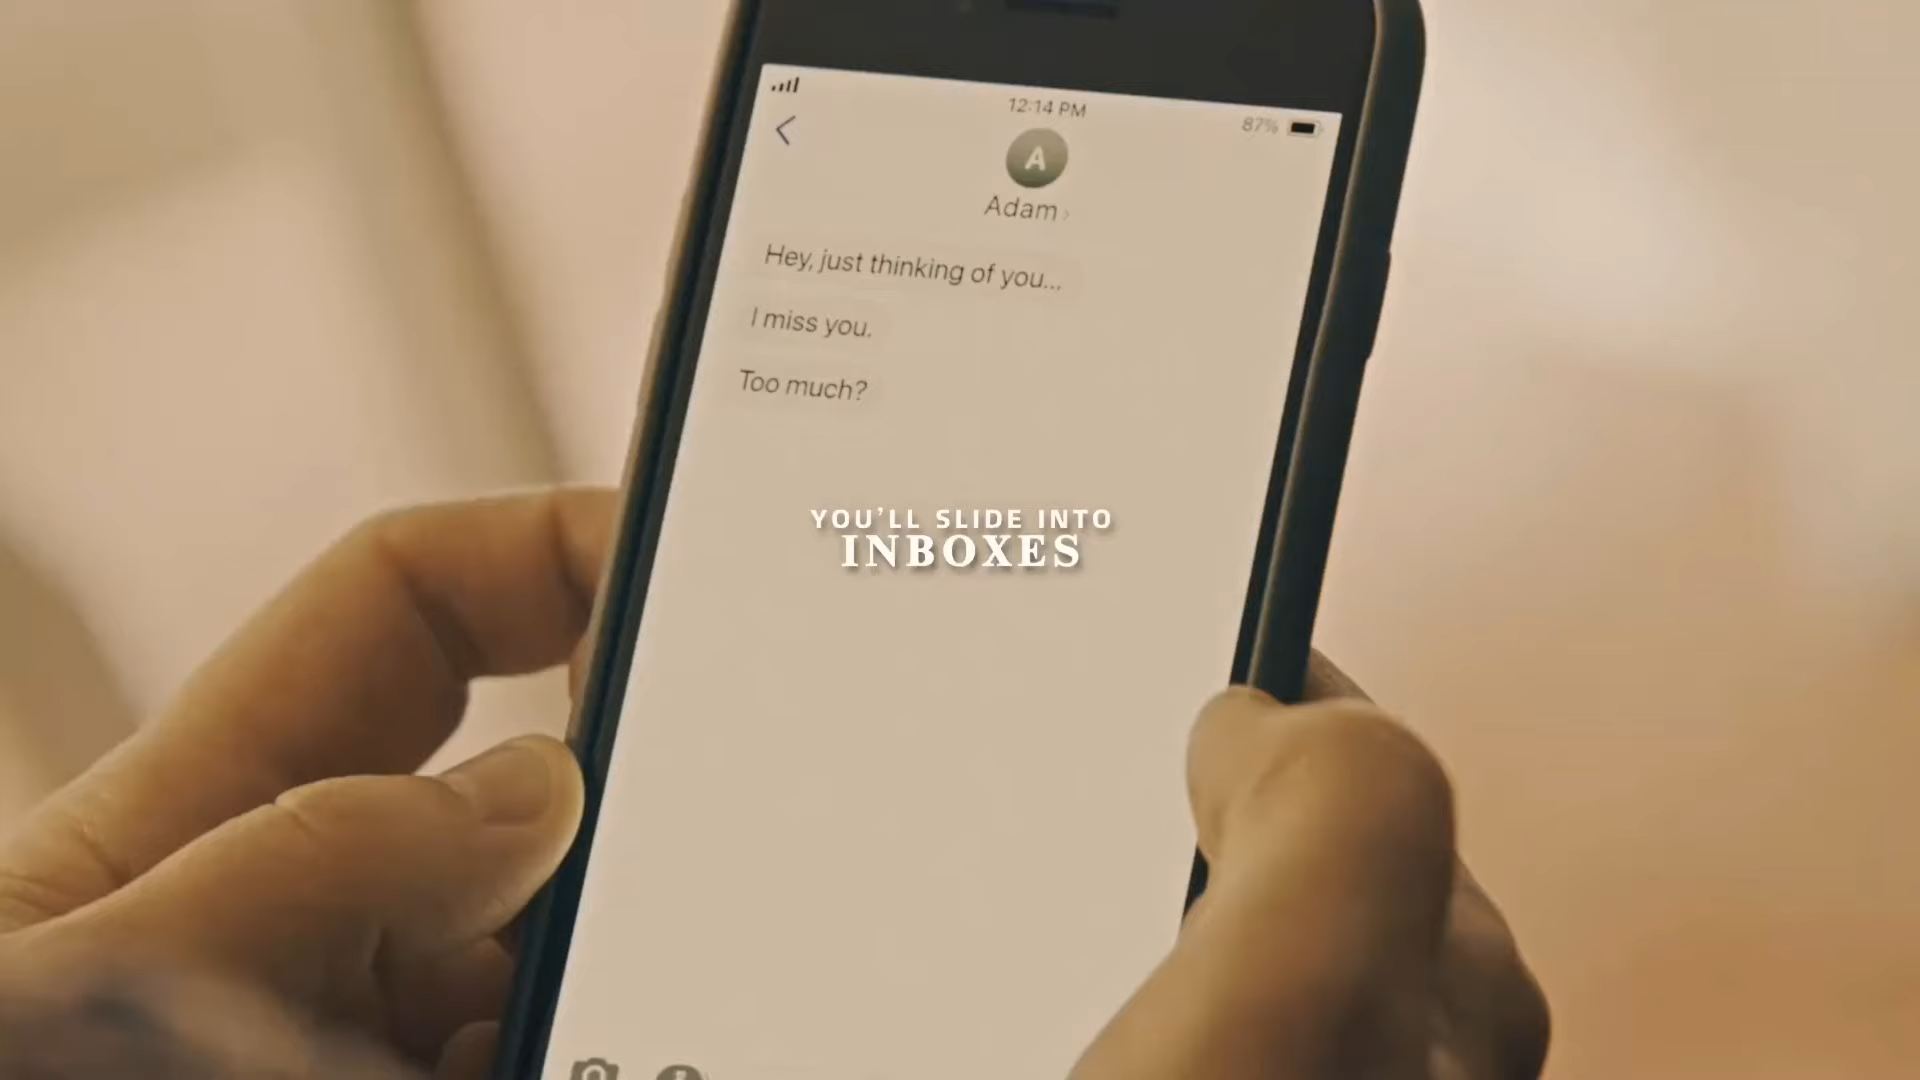 12:14 PM
87%
A
Adam
Hey, just thinking of you...
I miss you.
Too much?
YOU'LL SLIDE INTO
INBOXES